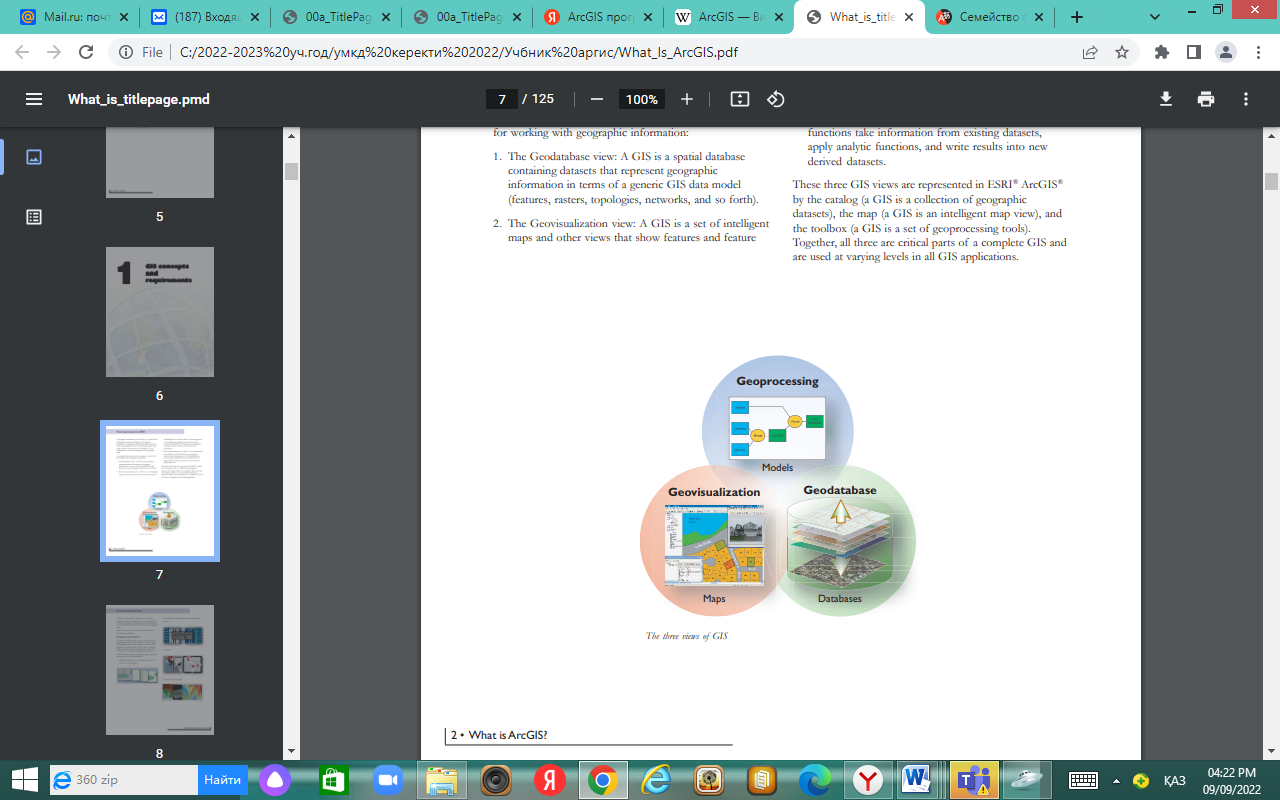 Mail.ru: почт
(187) Входящ
00a_TitlePag
00a_TitlePag
ArcGIS прог
ArcGIS — Ви
What_is_title
Семейство п
File
C:/2022-2023%20уч.год/умкд%20керекти%202022/Учбник%20аргис/What_Is_ArcGIS.pdf
What_is_titlepage.pmd
7 / 125
100%
5
1
GIS concepts
and
requirements
6
7
8
for working with geographic information:
1. The Geodatabase view: A GIS is a spatial database
containing datasets that represent geographic
information in terms of a generic GIS data model
(features, rasters, topologies, networks, and so forth).
2. The Geovisualization view: A GIS is a set of intelligent
maps and other views that show features and feature
functions take information from existing datasets,
apply analytic functions, and write results into new
derived datasets.
These three GIS views are represented in ESRI® ArcGIS®
by the catalog (a GIS is a collection of geographic
datasets), the map (a GIS is an intelligent map view), and
the toolbox (a GIS is a set of geoprocessing tools).
Together, all three are critical parts of a complete GIS and
are used at varying levels in all GIS applications.
Geoprocessing
Models
Geovisualization
Maps
Geodatabase
Databases
The three views of GIS
2 • What is ArcGIS?
360 zip
Найти
ҚАЗ
04:22 PM
09/09/2022